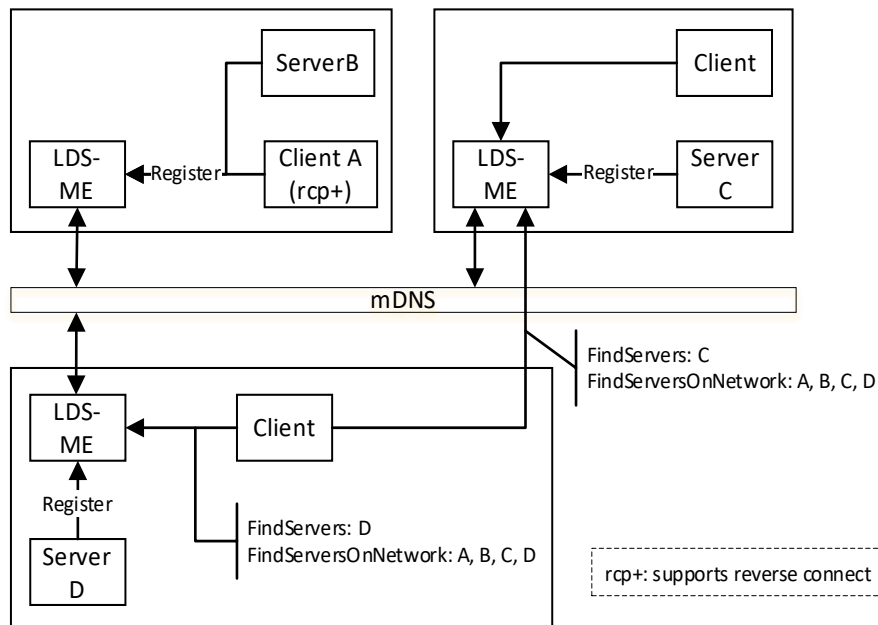 ServerB
Client
LDS-
ME
Register
Client A
(rcp+)
LDS-
ME
Register
Server
C
mDNS
FindServers: C
FindServersOnNetwork: A, B, C, D
LDS-
ME
Client
Register
Server
D
FindServers: D
FindServersOnNetwork: A, B, C, D
rcp+: supports reverse connect